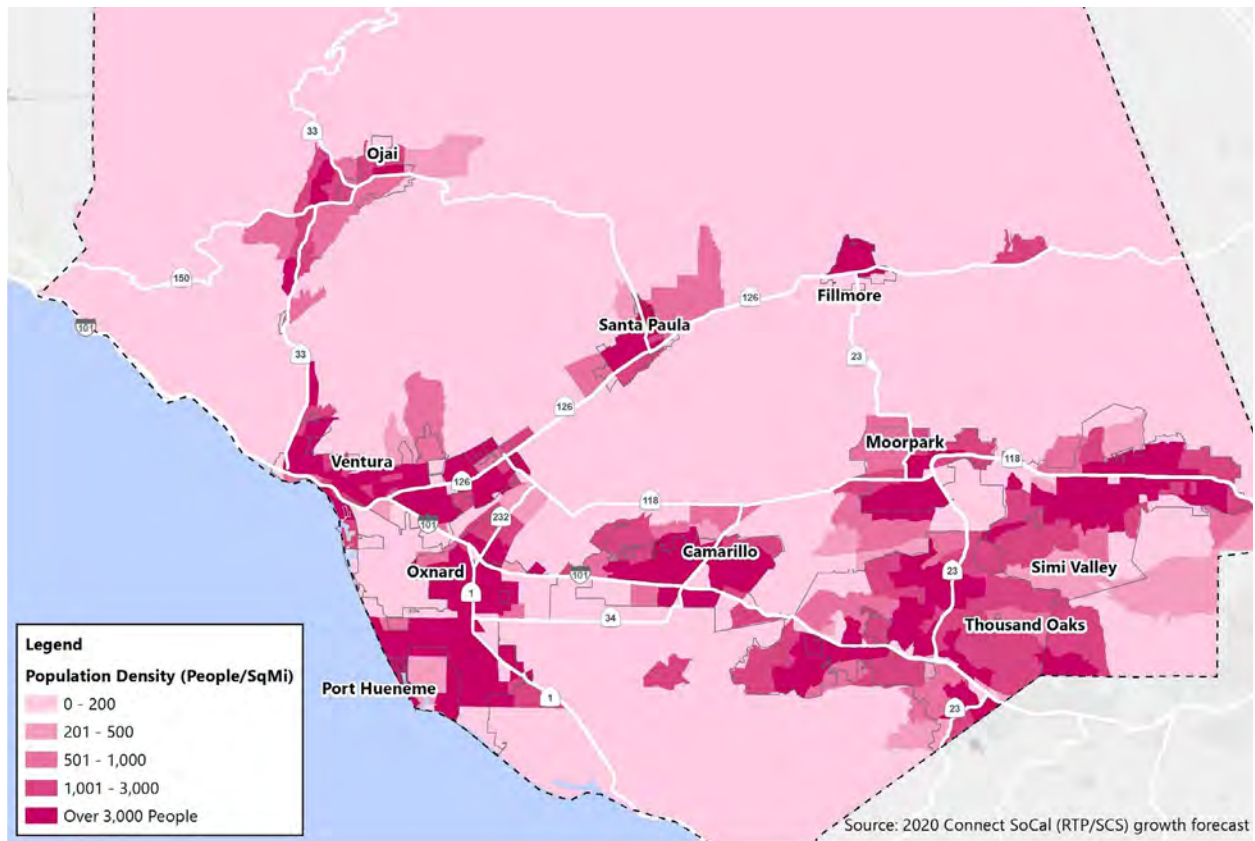 33
Ojai
150
126
Fillmore
Santa Paula
101
33
23
126
Moorpark
Ventura
118
126
118
232
101
Camarillo
Oxnard
101
Simi Valley
23
1
34
Thousand Oaks
Port Hueneme
1
23
Legend
Population Density (People/SqMi)
0 - 200
201 - 500
501 - 1,000
1,001 - 3,000
Over 3,000 People
Source: 2020 Connect SoCal (RTP/SCS) growth forecast